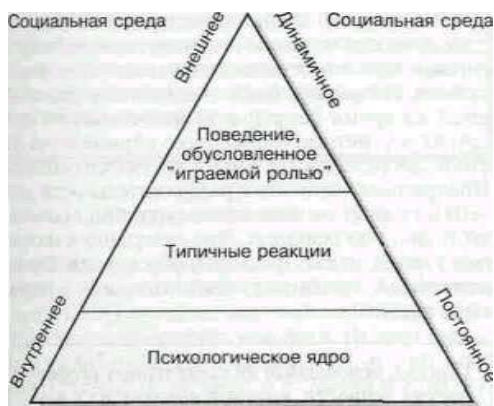 Социальная среда
Социальная среда
Внешнее
Динамичное
Поведение,
обусловленное
"играемой ролью"
Типичные реакции
Внутреннее
Постоянное
Психологическое ядро